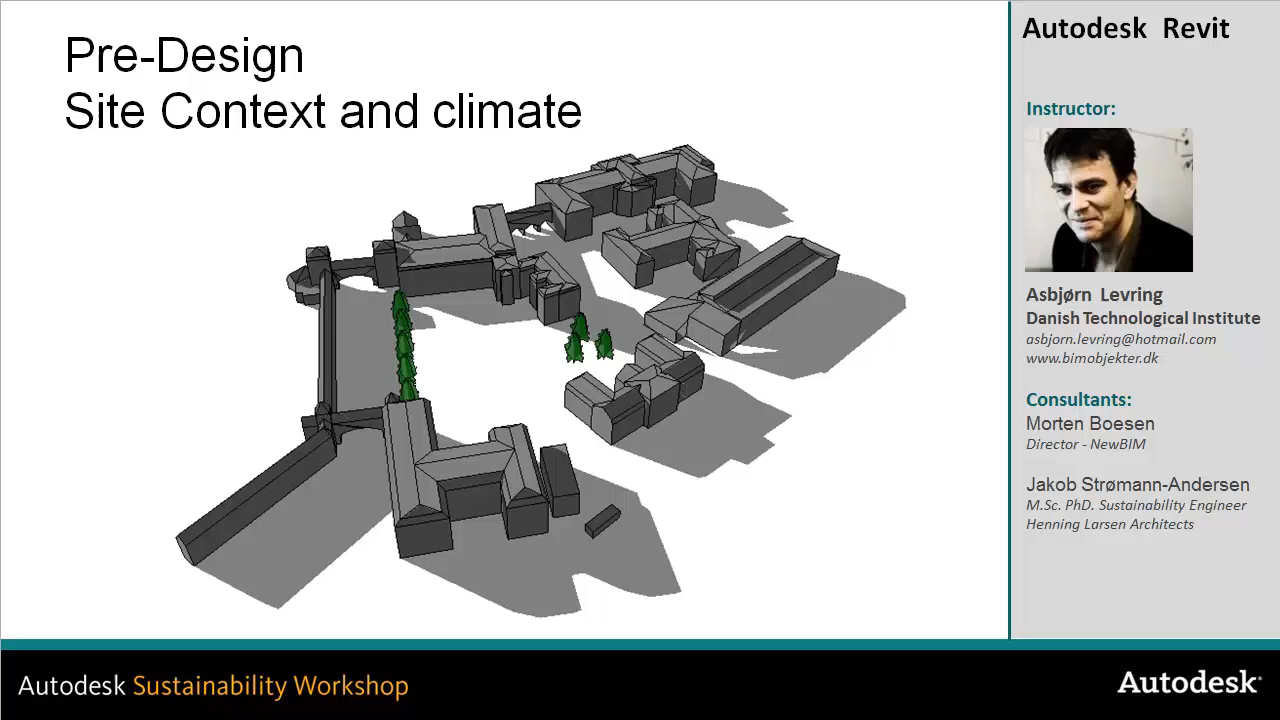 Pre-Design
Site Context and climate
Autodesk Revit
Instructor:
Asbjørn Levring
Danish Technological Institute
asbjorn.levring@hotmail.com
www.bimobjekter.dk
Consultants:
Morten Boesen
Director - NewBIM
Jakob Strømann-Andersen
M.Sc. PhD. Sustainability Engineer
Henning Larsen Architects
Autodesk Sustainability Workshop
Autodesk